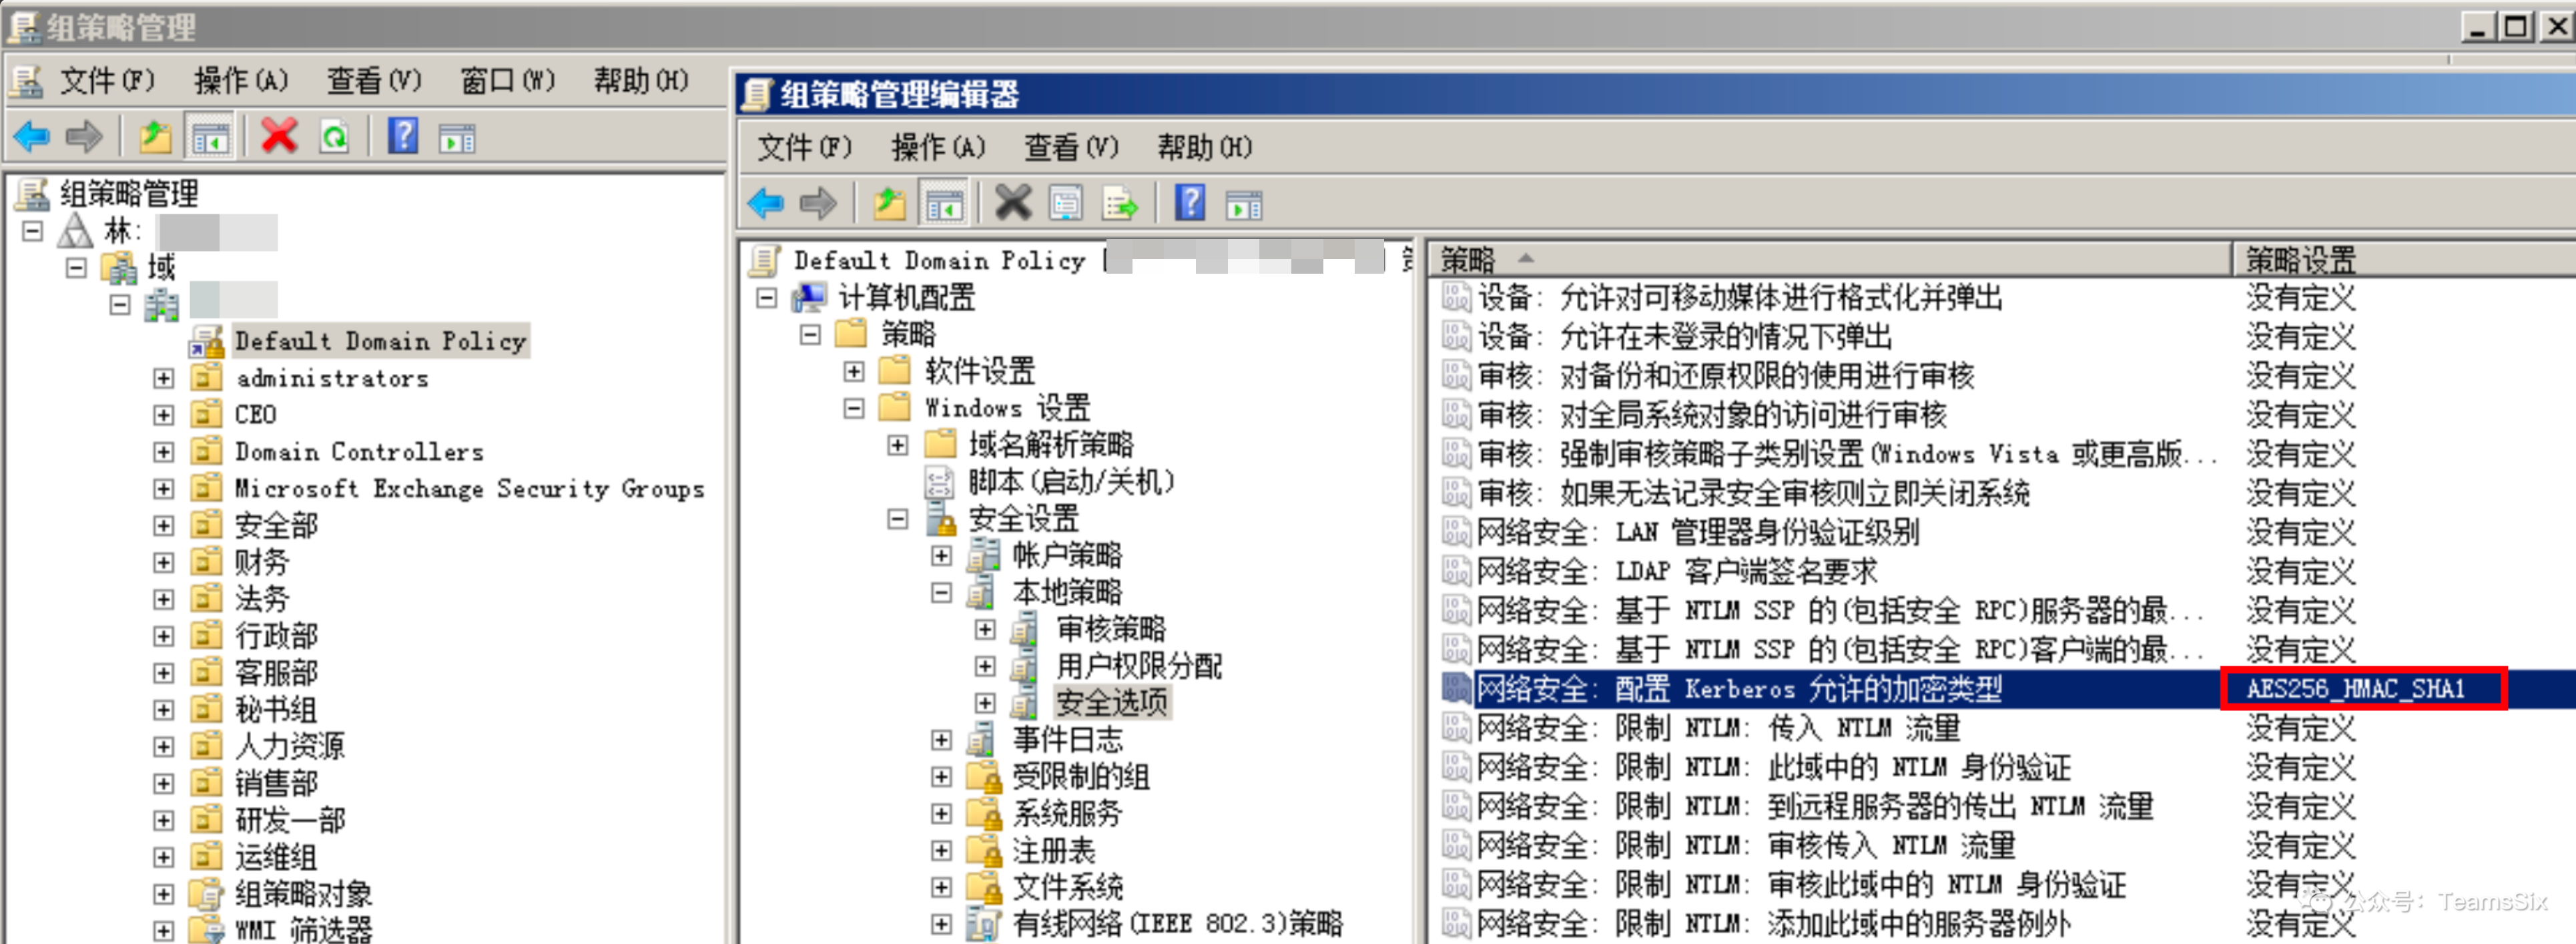 组策略管理
文件(F) 操作(A) 查看(V) 窗口(W) 帮助(H)
组策略管理
林:
域
Default Domain Policy
administrators
CEO
Domain Controllers
Microsoft Exchange Security Groups
安全部
财务
法务
行政部
客服部
秘书组
人力资源
销售部
研发一部
运维组
组策略对象
WMI 筛选器
组策略管理编辑器
文件(F) 操作(A) 查看(V) 帮助(H)
Default Domain Policy [
计算机配置
策略
软件设置
Windows 设置
域名解析策略
脚本(启动/关机)
安全设置
帐户策略
本地策略
审核策略
用户权限分配
安全选项
事件日志
受限制的组
系统服务
注册表
文件系统
有线网络(IEEE 802.3)策略
策略 策略设置
设备: 允许对可移动媒体进行格式化并弹出 没有定义
设备: 允许在未登录的情况下弹出 没有定义
审核: 对备份和还原权限的使用进行审核 没有定义
审核: 对全局系统对象的访问进行审核 没有定义
审核: 强制审核策略子类别设置(Windows Vista 或更高版... 没有定义
审核: 如果无法记录安全审核则立即关闭系统 没有定义
网络安全: LAN 管理器身份验证级别 没有定义
网络安全: LDAP 客户端签名要求 没有定义
网络安全: 基于 NTLM SSP 的(包括安全 RPC)服务器的最... 没有定义
网络安全: 基于 NTLM SSP 的(包括安全 RPC)客户端的最... 没有定义
网络安全: 配置 Kerberos 允许的加密类型 AES256_HMAC_SHA1
网络安全: 限制 NTLM: 传入 NTLM 流量 没有定义
网络安全: 限制 NTLM: 此域中的 NTLM 身份验证 没有定义
网络安全: 限制 NTLM: 到远程服务器的传出 NTLM 流量 没有定义
网络安全: 限制 NTLM: 审核传入 NTLM 流量 没有定义
网络安全: 限制 NTLM: 审核此域中的 NTLM 身份验证 没有定义
网络安全: 限制 NTLM: 添加此域中的服务器例外 没有定义
公众号: TeamsSix